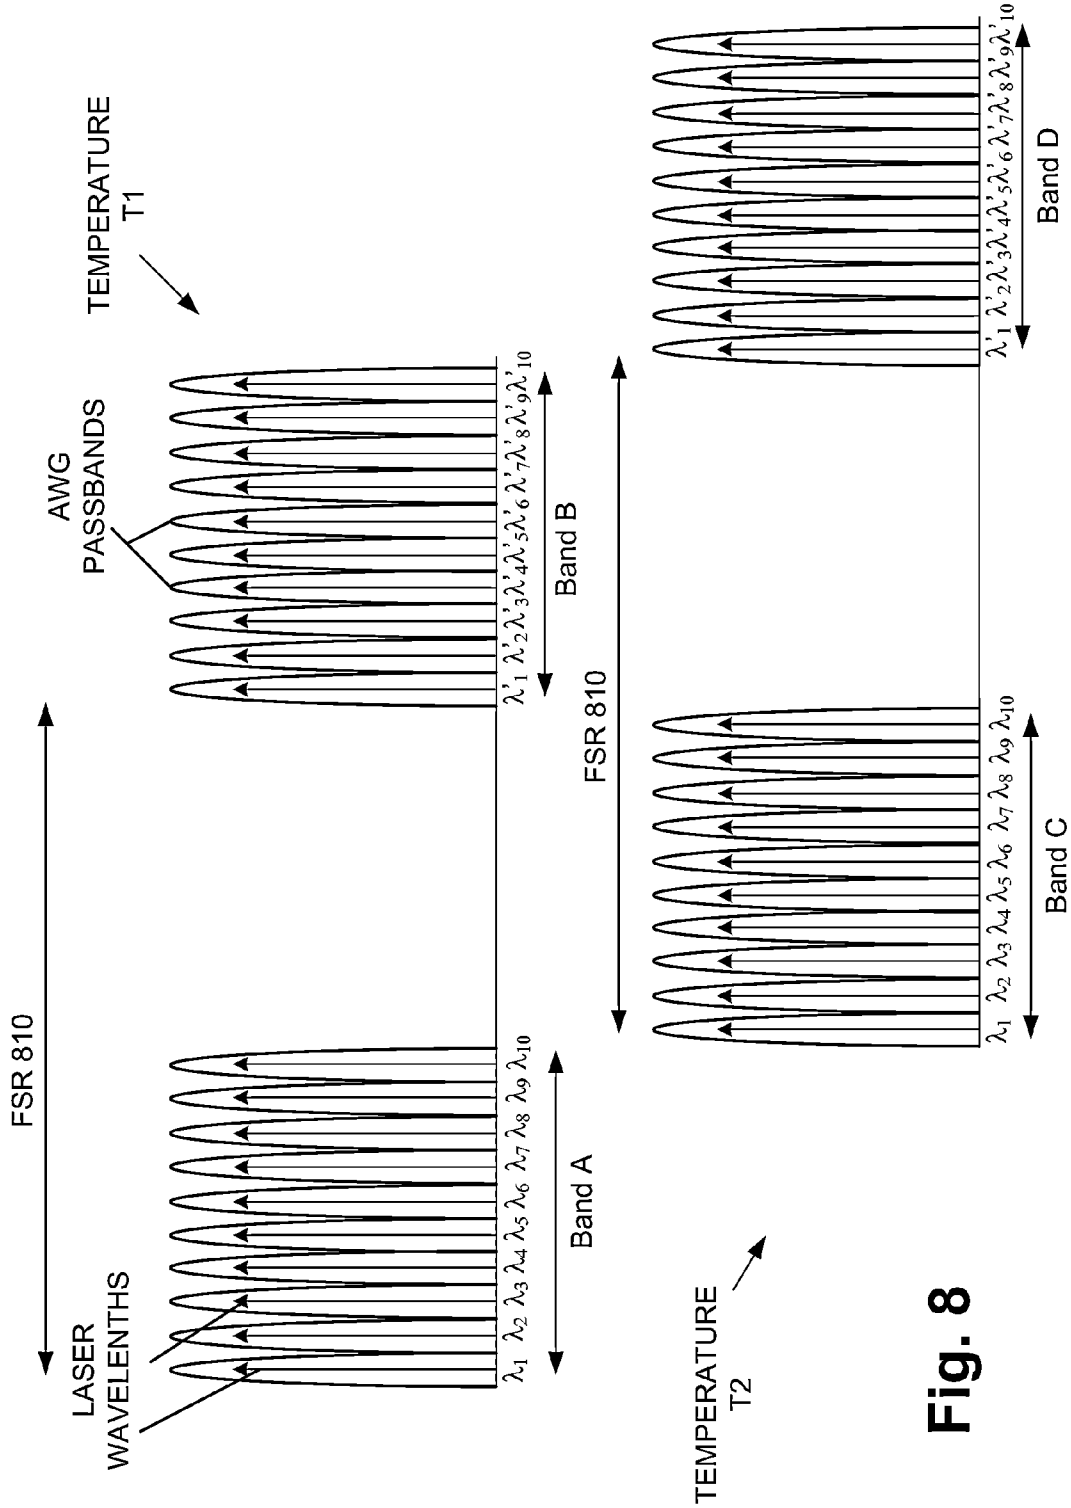 FSR 810
LASER
WAVELENTHS
AWG
PASSBANDS
TEMPERATURE
T1
λ₁ λ₂ λ₃ λ₄ λ₅ λ₆ λ₇ λ₈ λ₉ λ₁₀
λ'₁ λ'₂ λ'₃ λ'₄ λ'₅ λ'₆ λ'₇ λ'₈ λ'₉ λ'₁₀
Band A
Band B
FSR 810
TEMPERATURE
T2
λ₁ λ₂ λ₃ λ₄ λ₅ λ₆ λ₇ λ₈ λ₉ λ₁₀
λ'₁ λ'₂ λ'₃ λ'₄ λ'₅ λ'₆ λ'₇ λ'₈ λ'₉ λ'₁₀
Band C
Band D
Fig. 8